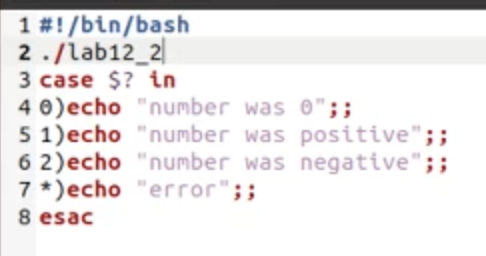 1 #!/bin/bash
2 ./lab12_2
3 case $? in
4 0)echo "number was 0";;
5 1)echo "number was positive";;
6 2)echo "number was negative";;
7 *)echo "error";;
8 esac